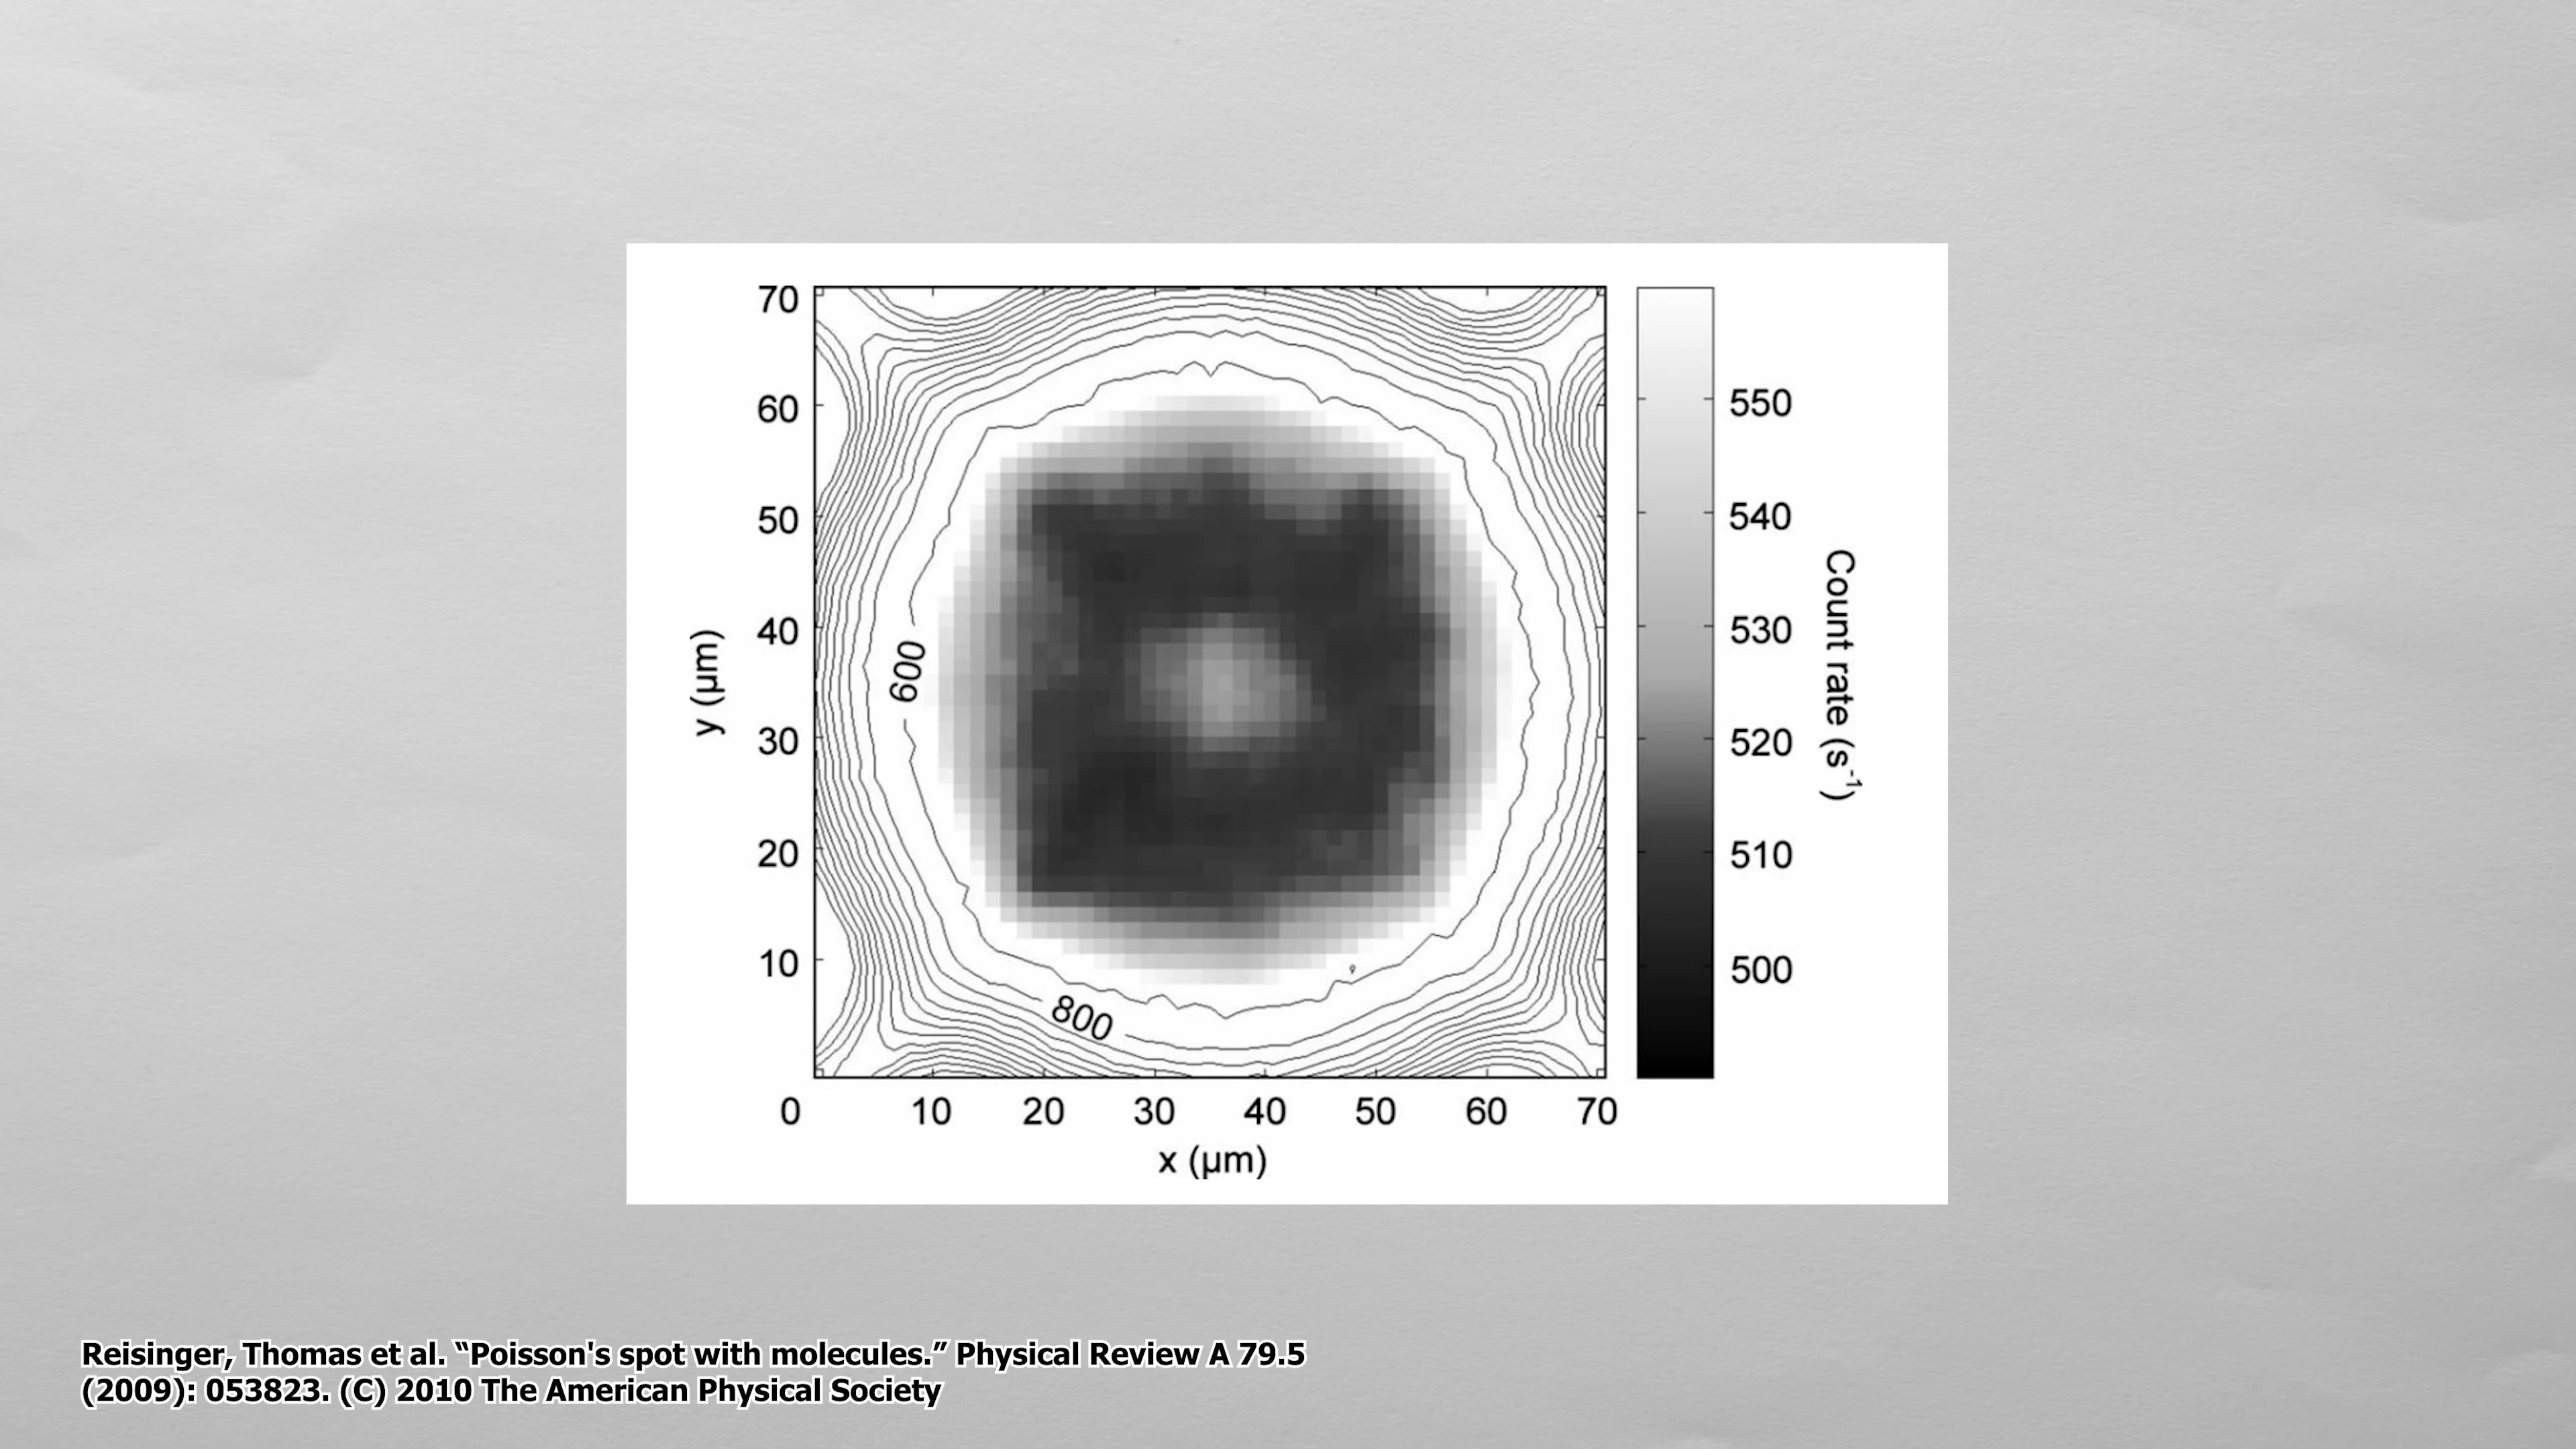 70
60
50
40
30
20
10
y (µm)
600
800
0 10 20 30 40 50 60 70
x (µm)
550
540
530
520
510
500
Count rate (s⁻¹)
Reisinger, Thomas et al. “Poisson's spot with molecules.” Physical Review A 79.5
(2009): 053823. (C) 2010 The American Physical Society